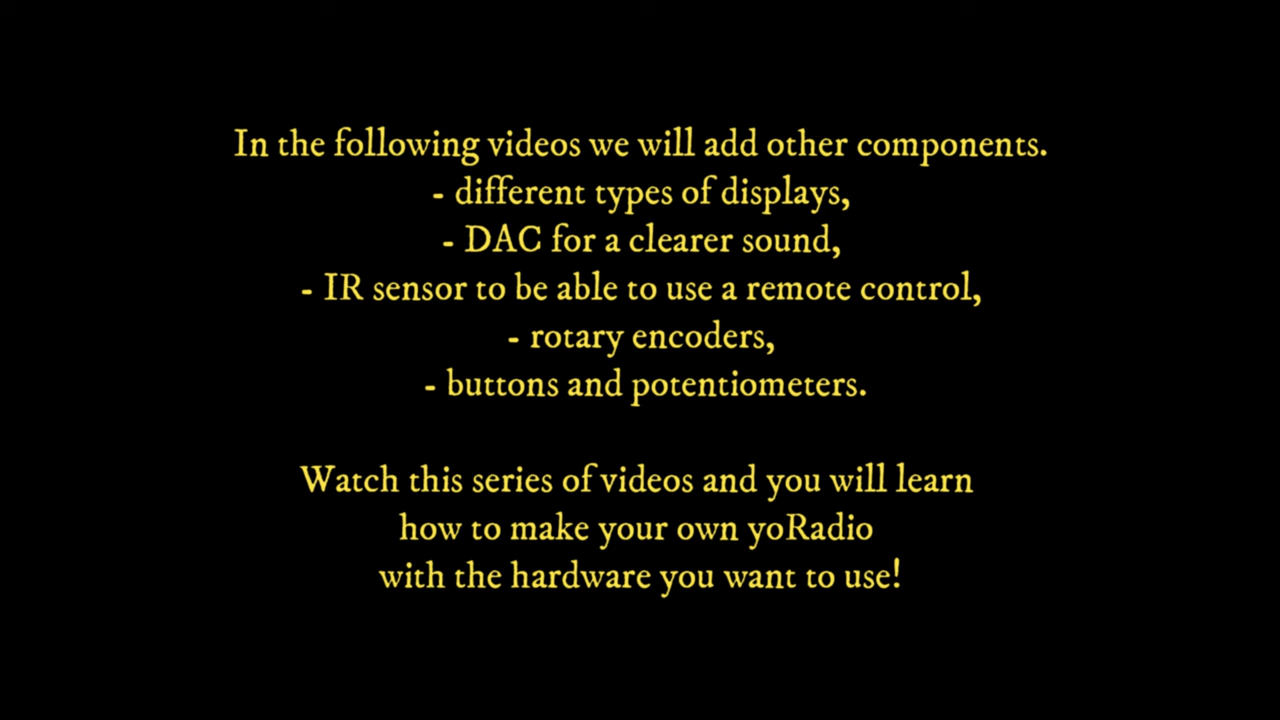 In the following videos we will add other components.
- different types of displays,
- DAC for a clearer sound,
- IR sensor to be able to use a remote control,
- rotary encoders,
- buttons and potentiometers.
Watch this series of videos and you will learn
how to make your own yoRadio
with the hardware you want to use!